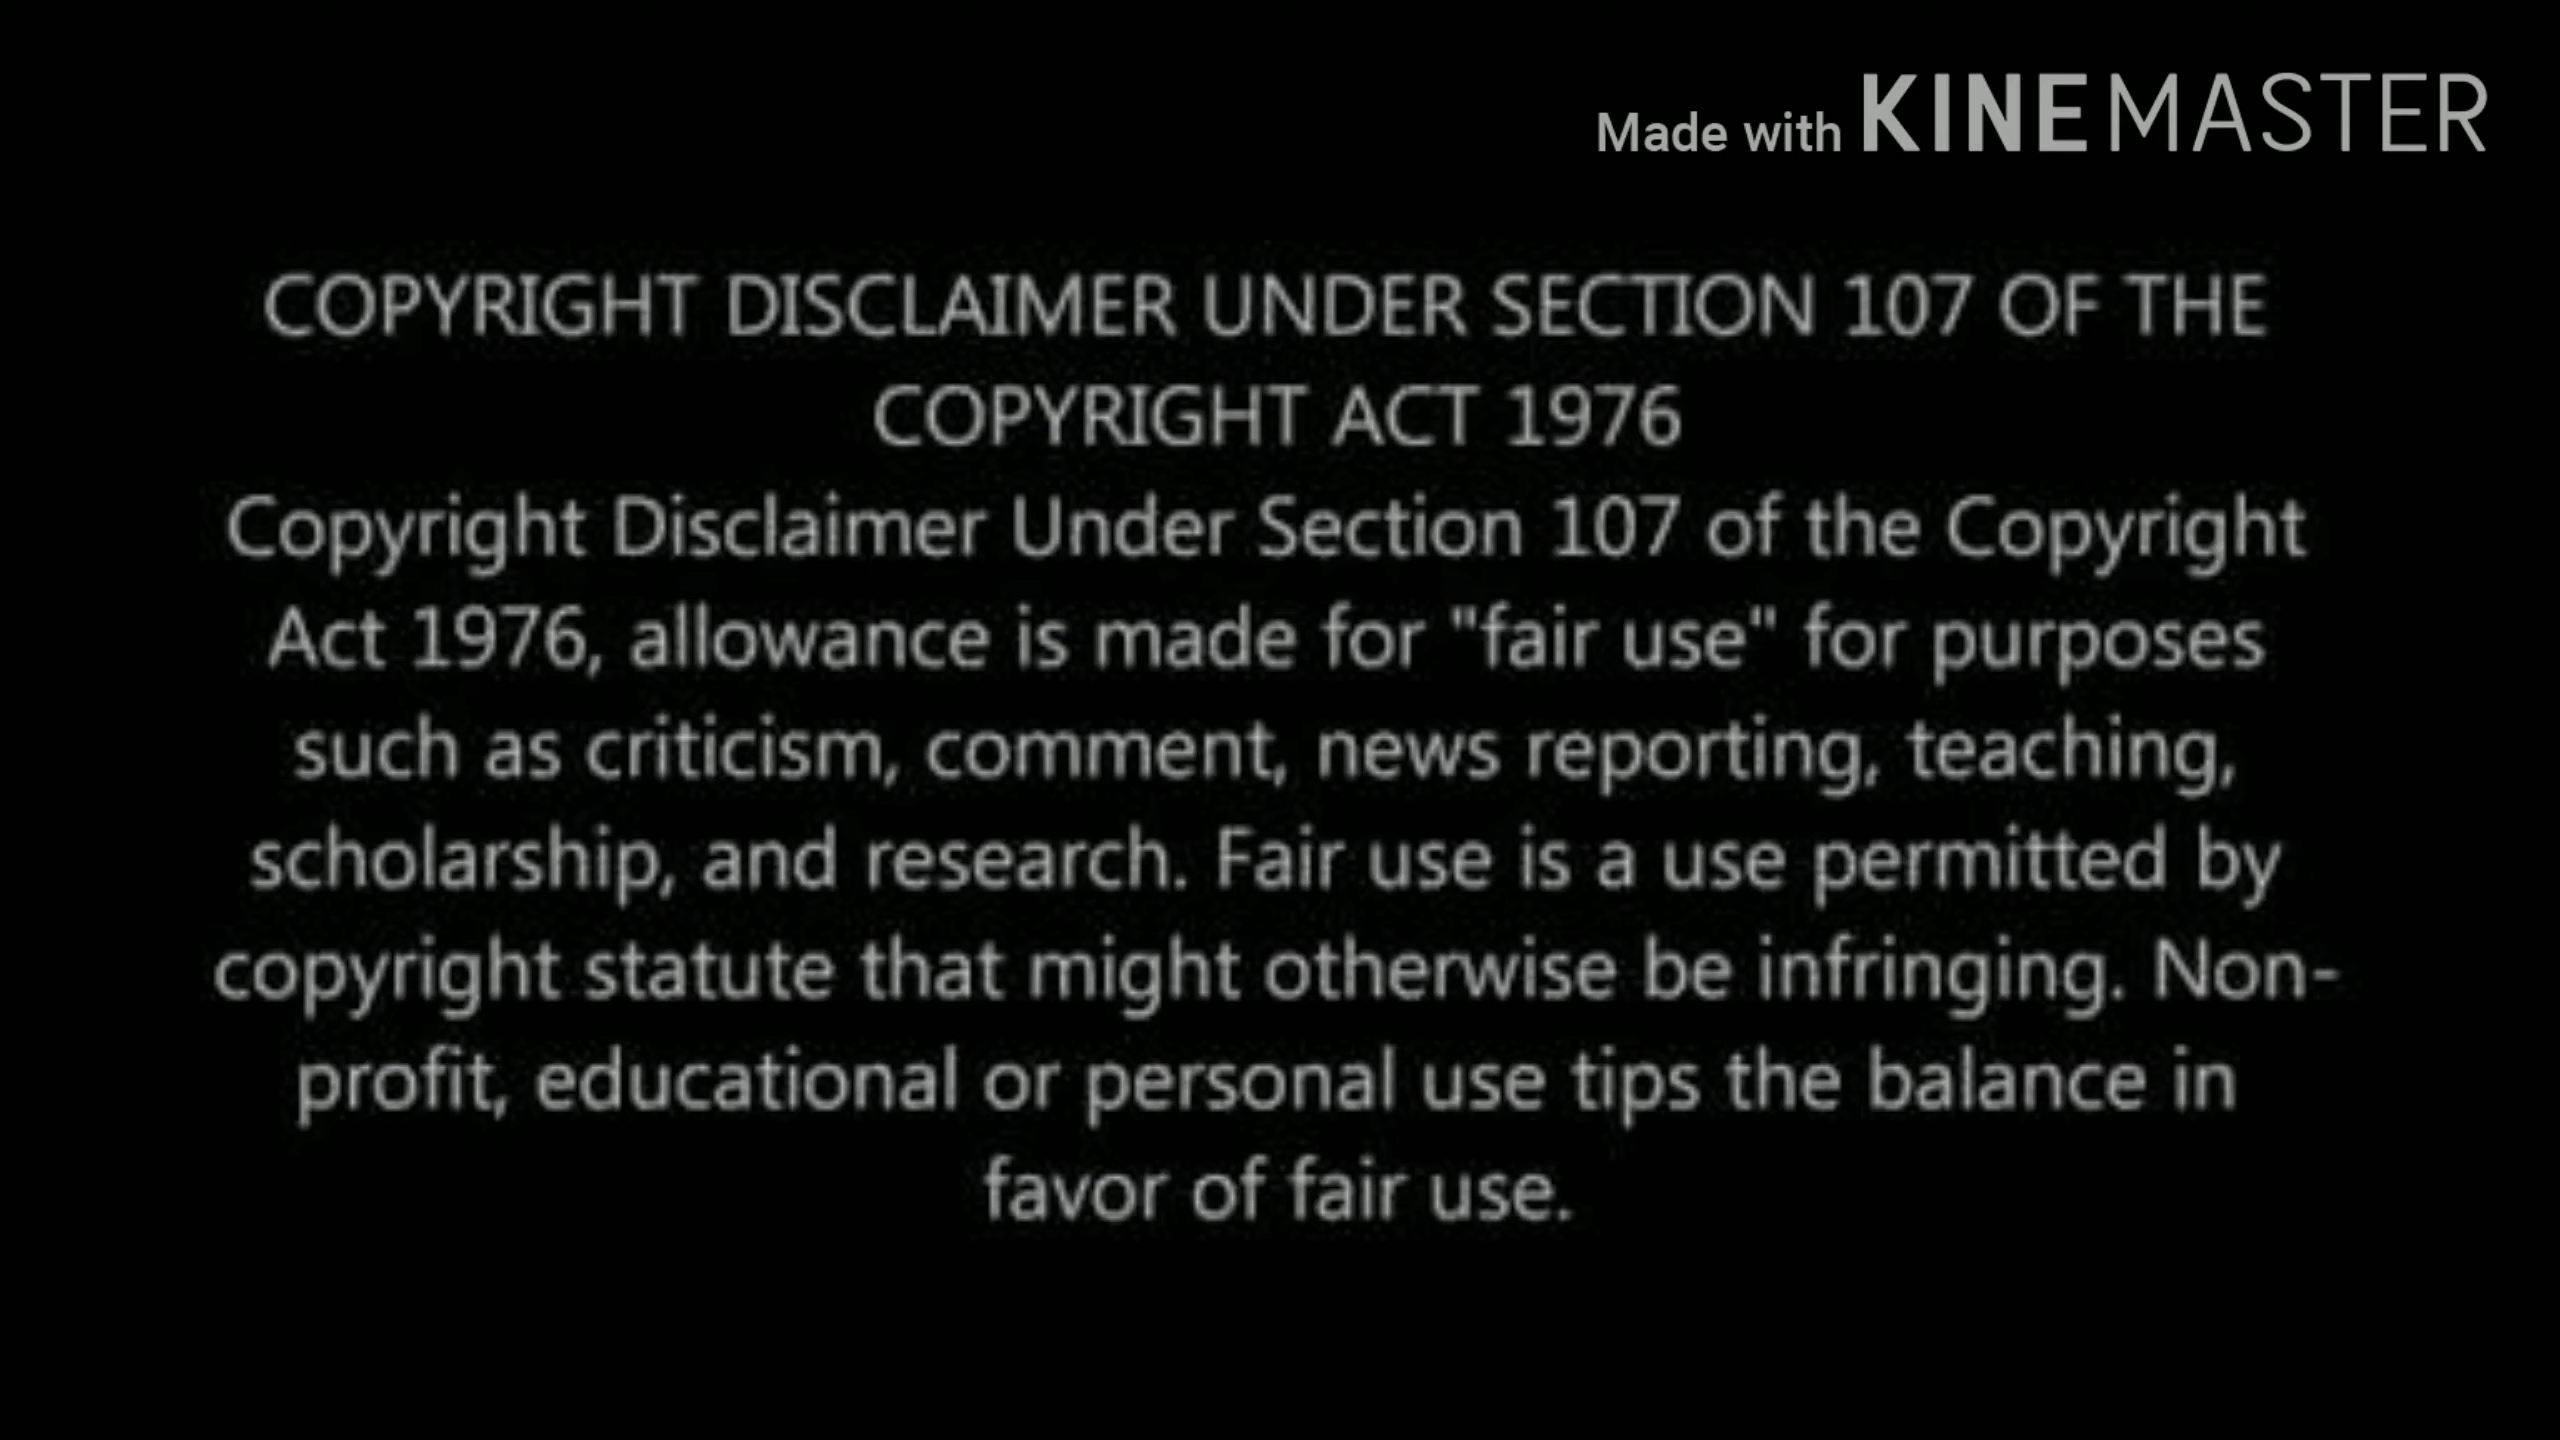 Made with KINEMASTER
COPYRIGHT DISCLAIMER UNDER SECTION 107 OF THE
COPYRIGHT ACT 1976
Copyright Disclaimer Under Section 107 of the Copyright
Act 1976, allowance is made for "fair use" for purposes
such as criticism, comment, news reporting, teaching,
scholarship, and research. Fair use is a use permitted by
copyright statute that might otherwise be infringing. Non-
profit, educational or personal use tips the balance in
favor of fair use.